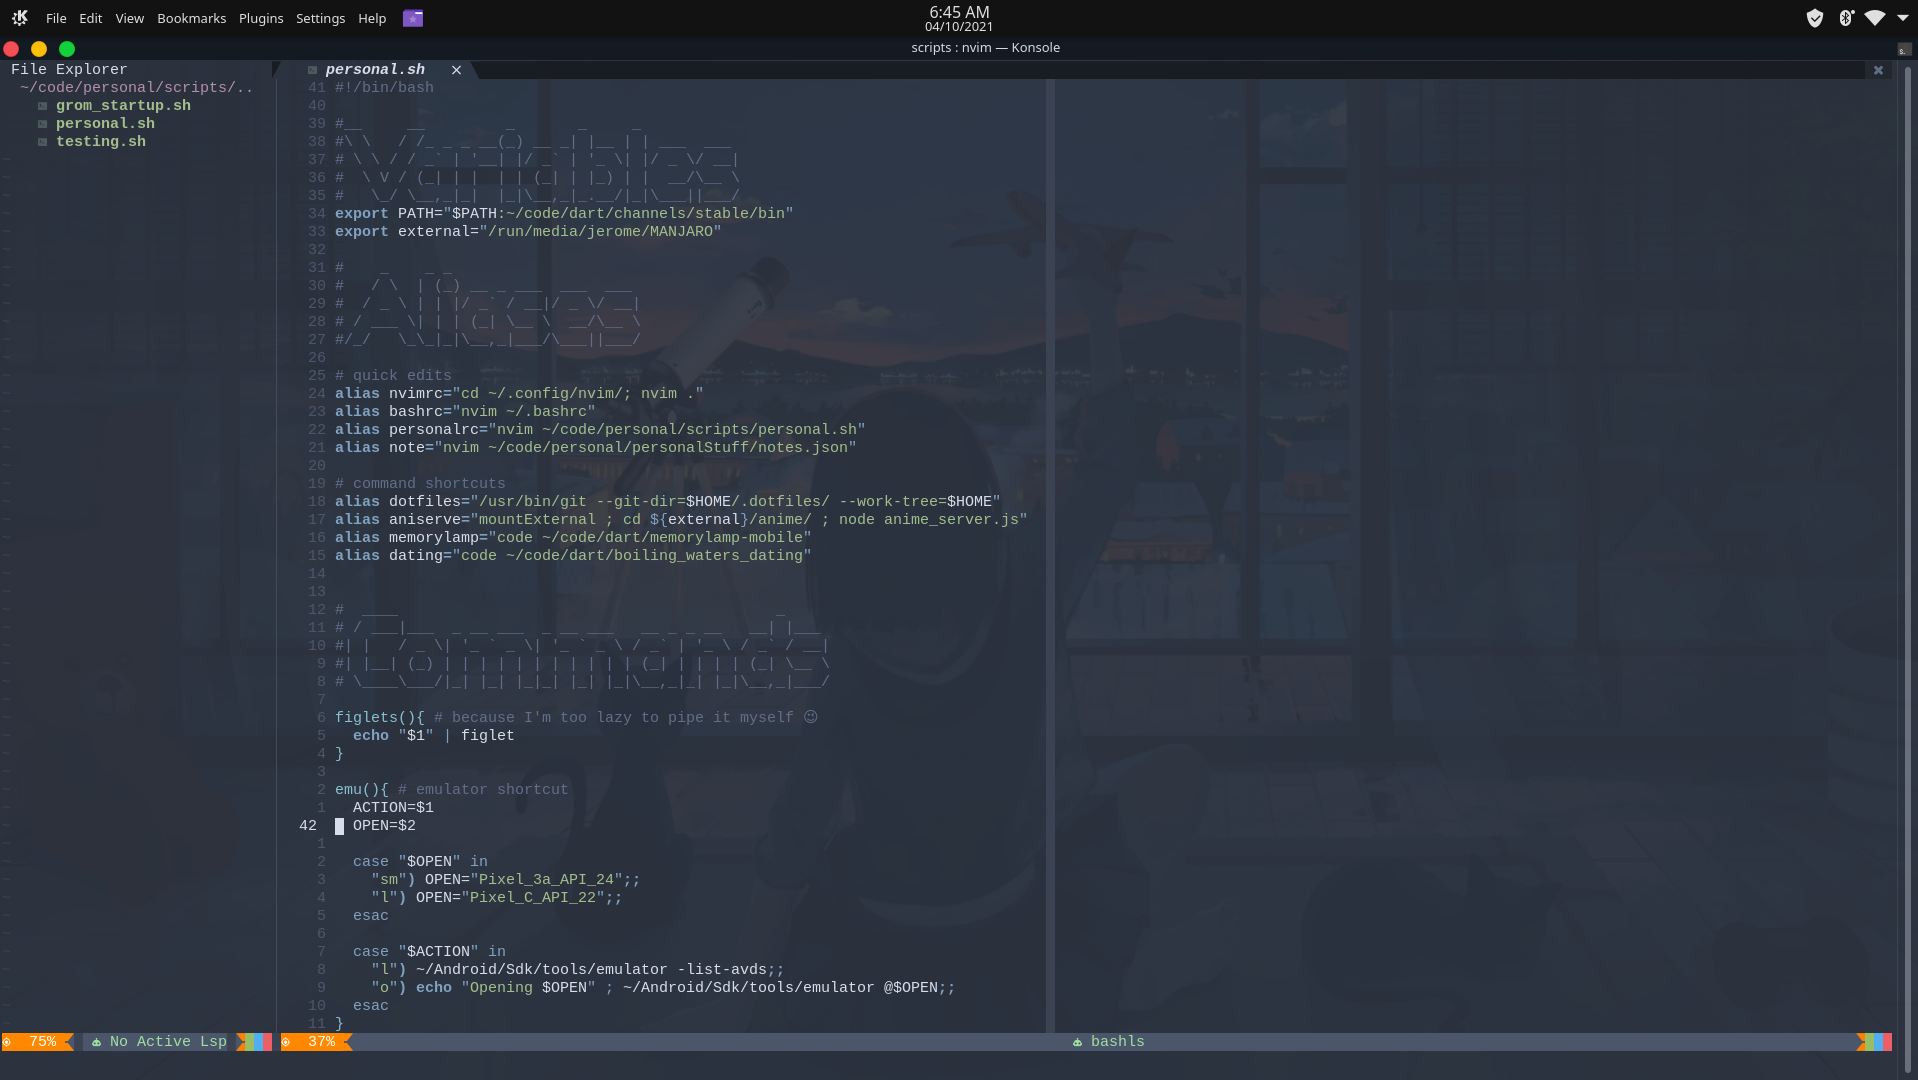 File Edit View Bookmarks Plugins Settings Help
6:45 AM
04/10/2021
scripts : nvim — Konsole
File Explorer
~/code/personal/scripts/..
grom_startup.sh
personal.sh
testing.sh
personal.sh ×
41 #!/bin/bash
40
39 #__     __         _       _     _
38 #\ \   / /_ _ _ __(_) __ _| |__ | | ___  ___
37 # \ \ / / _` | '__| |/ _` | '_ \| |/ _ \/ __|
36 #  \ V / (_| | |  | | (_| | |_) | |  __/\__ \
35 #   \_/ \__,_|_|  |_|\__,_|_.__/|_|\___||___/
34 export PATH="$PATH:~/code/dart/channels/stable/bin"
33 export external="/run/media/jerome/MANJARO"
32
31 #    _    _ _
30 #   / \  | (_) __ _ ___  ___  ___
29 #  / _ \ | | |/ _` / __|/ _ \/ __|
28 # / ___ \| | | (_| \__ \  __/\__ \
27 #/_/   \_\_|_|\__,_|___/\___||___/
26
25 # quick edits
24 alias nvimrc="cd ~/.config/nvim/; nvim ."
23 alias bashrc="nvim ~/.bashrc"
22 alias personalrc="nvim ~/code/personal/scripts/personal.sh"
21 alias note="nvim ~/code/personal/personalStuff/notes.json"
20
19 # command shortcuts
18 alias dotfiles="/usr/bin/git --git-dir=$HOME/.dotfiles/ --work-tree=$HOME"
17 alias aniserve="mountExternal ; cd ${external}/anime/ ; node anime_server.js"
16 alias memorylamp="code ~/code/dart/memorylamp-mobile"
15 alias dating="code ~/code/dart/boiling_waters_dating"
14
13
12 #  ____                                          _
11 # / ___|___  _ __ ___  _ __ ___   __ _ _ __   __| |___
10 #| |   / _ \| '_ ` _ \| '_ ` _ \ / _` | '_ \ / _` / __|
9 #| |__| (_) | | | | | | | | | | | (_| | | | | (_| \__ \
8 # \____\___/|_| |_| |_|_| |_| |_|\__,_|_| |_|\__,_|___/
7
6 figlets(){ # because I'm too lazy to pipe it myself 😉
5   echo "$1" | figlet
4 }
3
2 emu(){ # emulator shortcut
1   ACTION=$1
42   OPEN=$2
1
2   case "$OPEN" in
3     "sm") OPEN="Pixel_3a_API_24";;
4     "l") OPEN="Pixel_C_API_22";;
5   esac
6
7   case "$ACTION" in
8     "l") ~/Android/Sdk/tools/emulator -list-avds;;
9     "o") echo "Opening $OPEN" ; ~/Android/Sdk/tools/emulator @$OPEN;;
10   esac
11 }
75% No Active Lsp 37% bashls